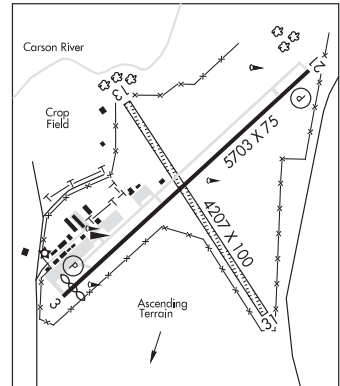 Carson River
21
13
P
Crop
Field
5703 X 75
4207 X 100
P
3
Ascending
Terrain
31